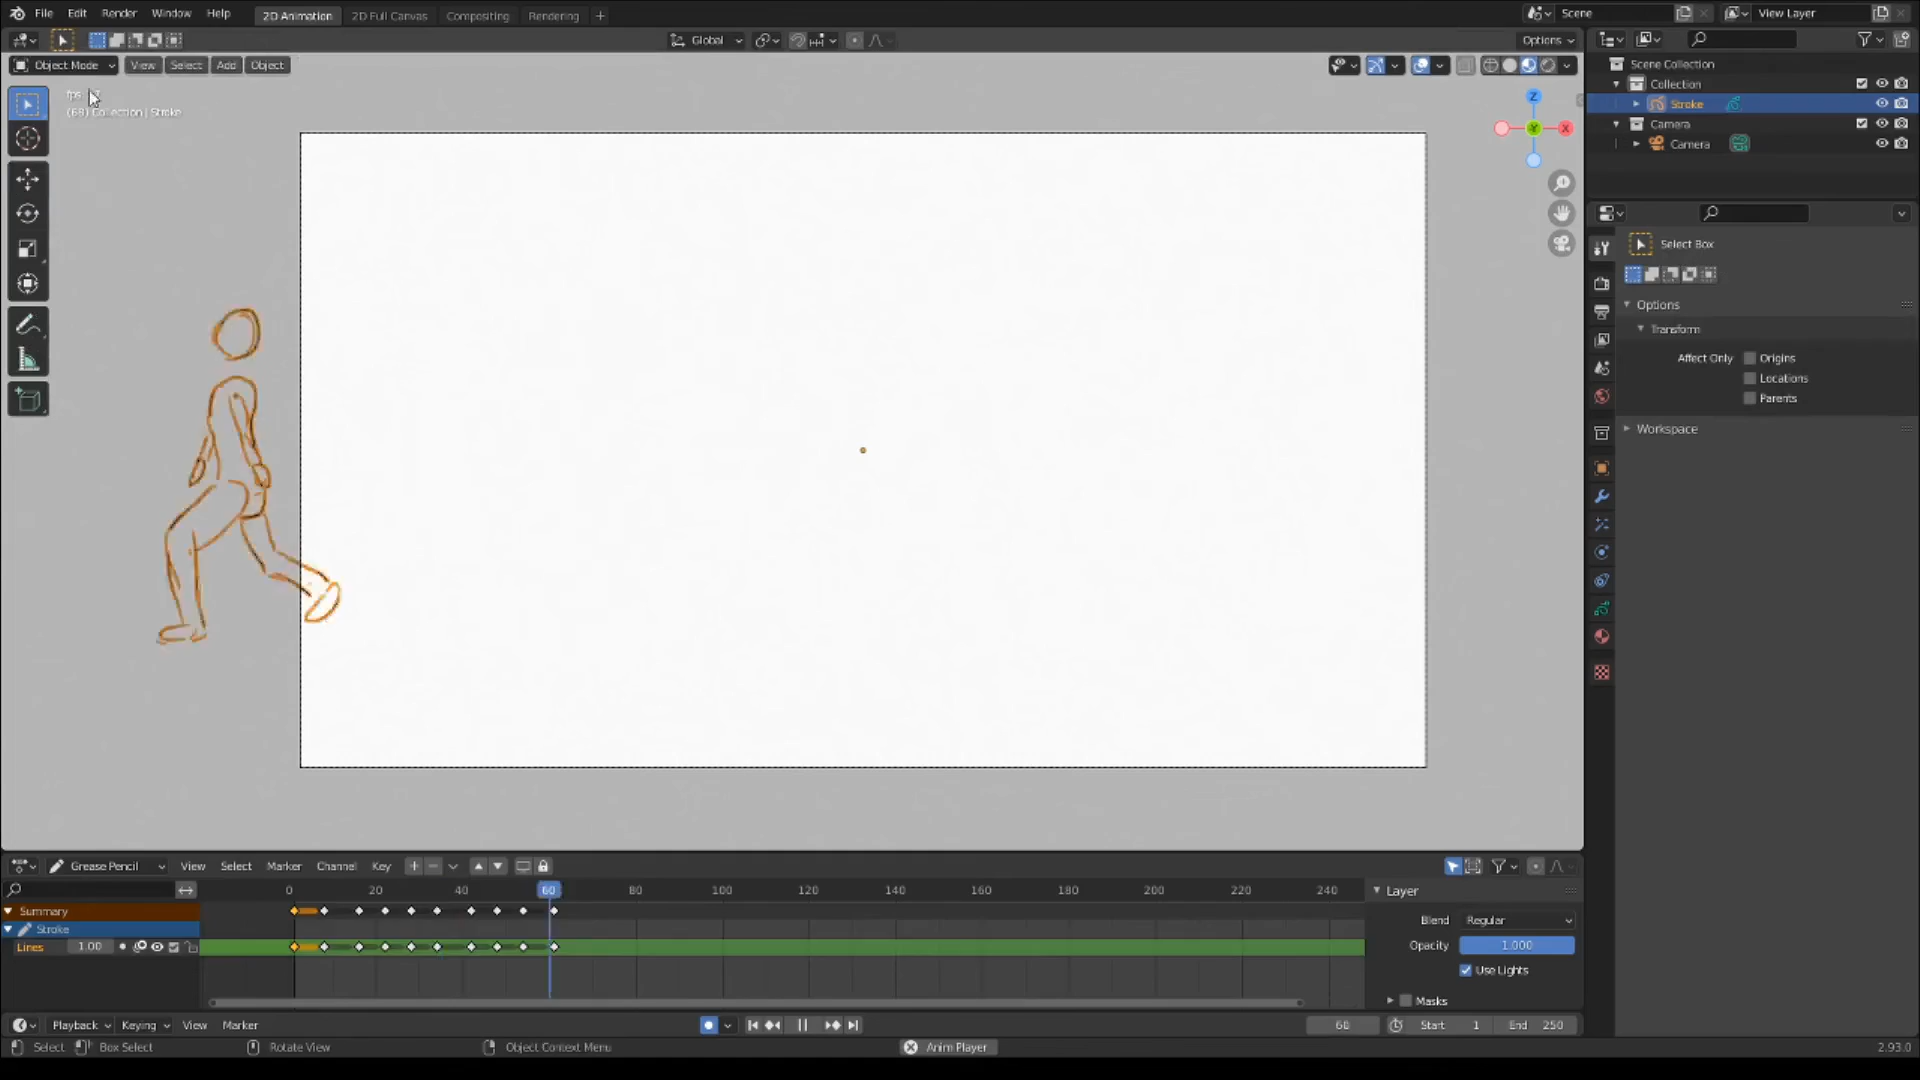 File Edit Render Window Help 2D Animation 2D Full Canvas Compositing Rendering + Scene View Layer
Global Options
Object Mode View Select Add Object
Scene Collection
Collection
fps:
Stroke
(60) Collection | Stroke
Camera
Camera
Z
Y X
Select Box
Options
Transform
Affect Only Origins
Locations
Parents
Workspace
Grease Pencil View Select Marker Channel Key
0 20 40 60 80 100 120 140 160 180 200 220 240
Layer
Summary
Blend Regular
Stroke
Lines 1.00
Opacity 1.000
Use Lights
Masks
Playback Keying View Marker 60 Start 1 End 250
Select Box Select Rotate View Object Context Menu Anim Player 2.93.0